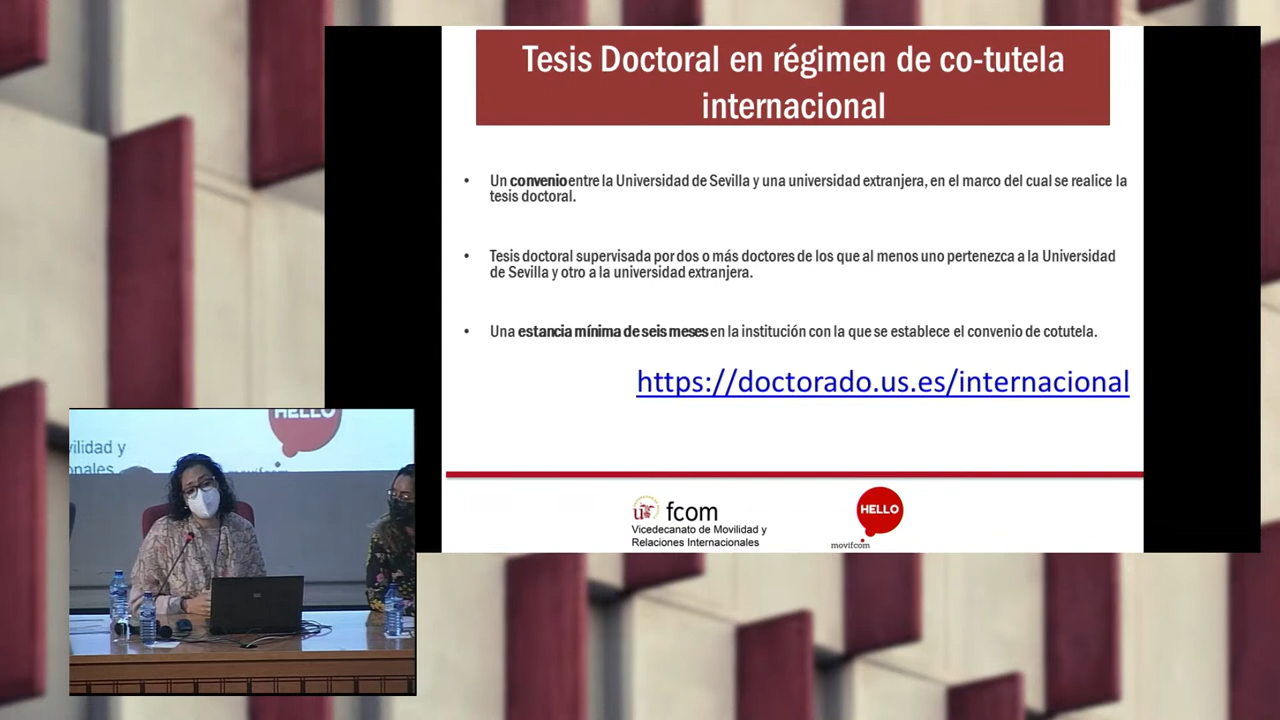 Tesis Doctoral en régimen de co-tutela
internacional
• Un convenio entre la Universidad de Sevilla y una universidad extranjera, en el marco del cual se realice la
tesis doctoral.
• Tesis doctoral supervisada por dos o más doctores de los que al menos uno pertenezca a la Universidad
de Sevilla y otro a la universidad extranjera.
• Una estancia mínima de seis meses en la institución con la que se establece el convenio de cotutela.
https://doctorado.us.es/internacional
fcom
Vicedecanato de Movilidad y
Relaciones Internacionales
HELLO
movifcom
HELLO
vilidad y
onales
movifcom